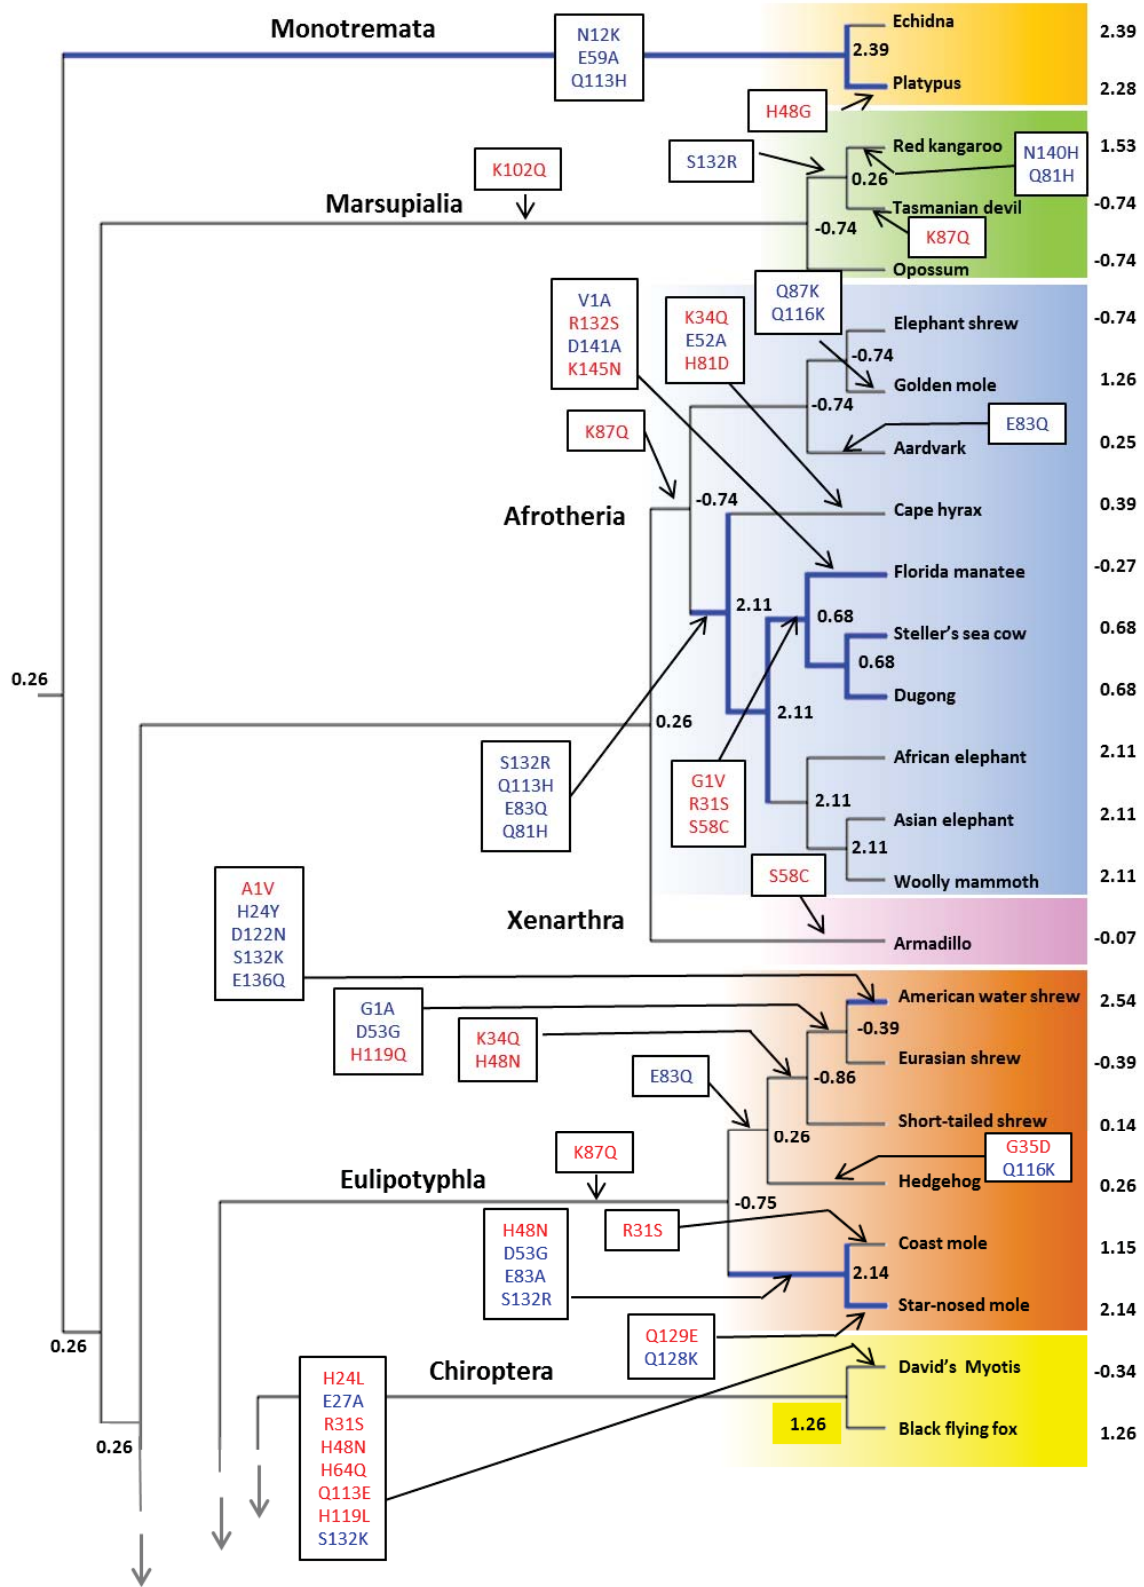 Monotremata
N12K
E59A
Q113H
Echidna
2.39
2.39
Platypus
2.28
H48G
S132R
Red kangaroo
1.53
N140H
Q81H
0.26
K102Q
Marsupialia
Tasmanian devil
-0.74
K87Q
-0.74
Opossum
-0.74
V1A
R132S
D141A
K145N
K34Q
E52A
H81D
Q87K
Q116K
Elephant shrew
-0.74
-0.74
Golden mole
1.26
-0.74
E83Q
K87Q
Aardvark
0.25
-0.74
Afrotheria
Cape hyrax
0.39
Florida manatee
-0.27
2.11
0.68
Steller's sea cow
0.68
0.68
0.26
Dugong
0.68
2.11
0.26
S132R
Q113H
E83Q
Q81H
G1V
R31S
S58C
African elephant
2.11
2.11
Asian elephant
2.11
2.11
Woolly mammoth
2.11
S58C
Xenarthra
Armadillo
-0.07
A1V
H24Y
D122N
S132K
E136Q
American water shrew
2.54
G1A
D53G
H119Q
K34Q
H48N
-0.39
Eurasian shrew
-0.39
E83Q
-0.86
Short-tailed shrew
0.14
0.26
G35D
Q116K
K87Q
Eulipotyphla
Hedgehog
0.26
-0.75
H48N
D53G
E83A
S132R
R31S
Coast mole
1.15
2.14
Star-nosed mole
2.14
Q129E
Q128K
0.26
Chiroptera
H24L
E27A
R31S
H48N
H64Q
Q113E
H119L
S132K
David's Myotis
-0.34
1.26
Black flying fox
1.26
0.26